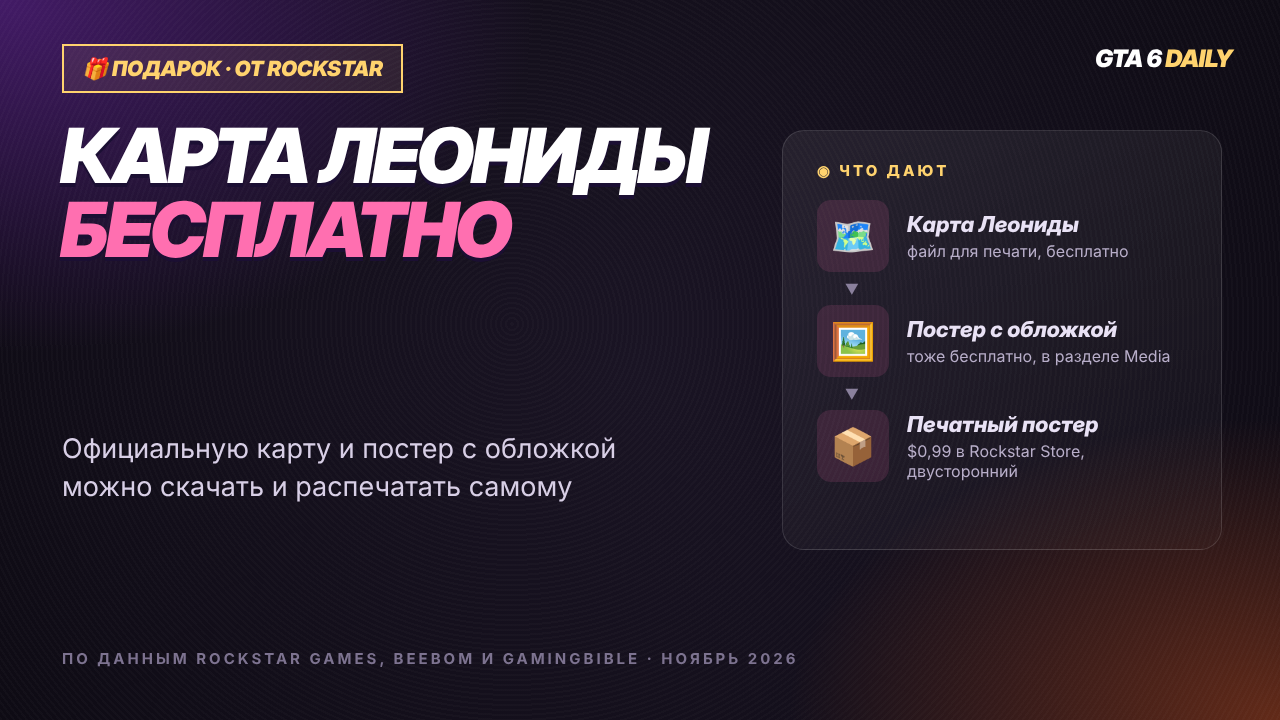 🎁 ПОДАРОК · ОТ ROCKSTAR
GTA 6 DAILY
КАРТА ЛЕОНИДЫ
БЕСПЛАТНО
Официальную карту и постер с обложкой
можно скачать и распечатать самому
◉ ЧТО ДАЮТ
Карта Леониды
файл для печати, бесплатно
▼
Постер с обложкой
тоже бесплатно, в разделе Media
▼
Печатный постер
$0,99 в Rockstar Store,
двусторонний
ПО ДАННЫМ ROCKSTAR GAMES, BEEBOM И GAMINGBIBLE · НОЯБРЬ 2026